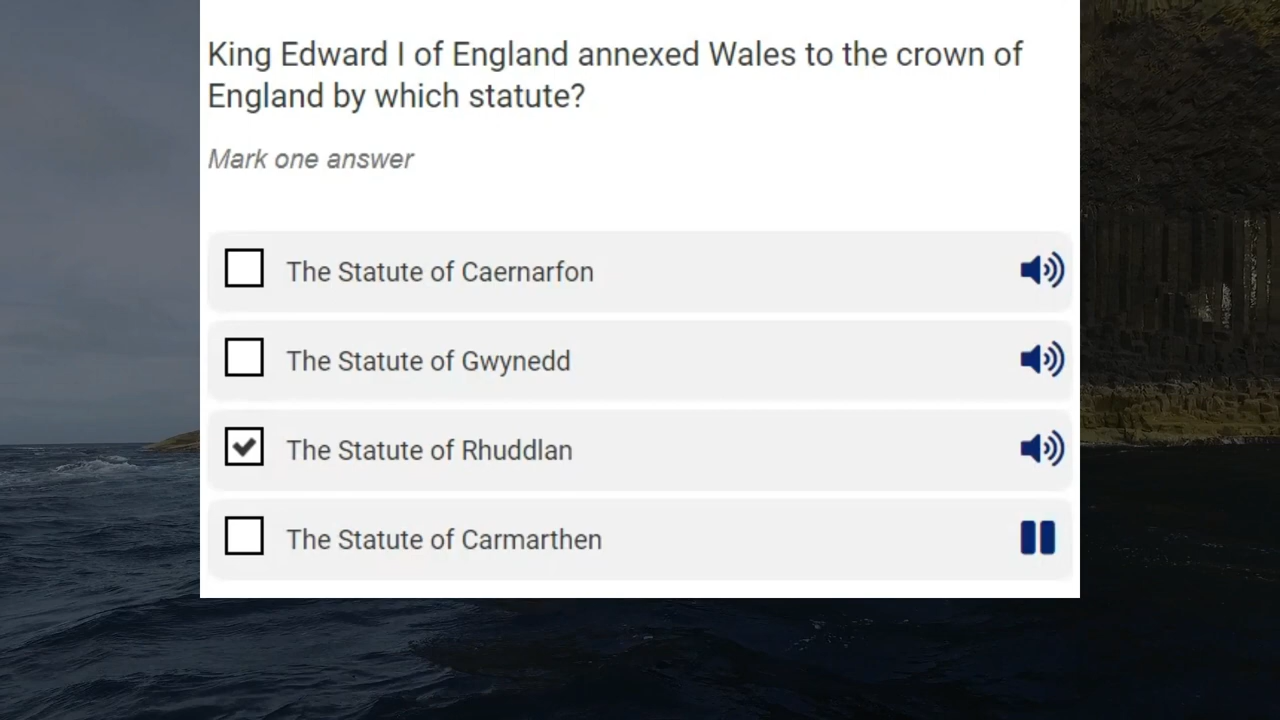 King Edward I of England annexed Wales to the crown of
England by which statute?
Mark one answer
The Statute of Caernarfon
The Statute of Gwynedd
The Statute of Rhuddlan
The Statute of Carmarthen